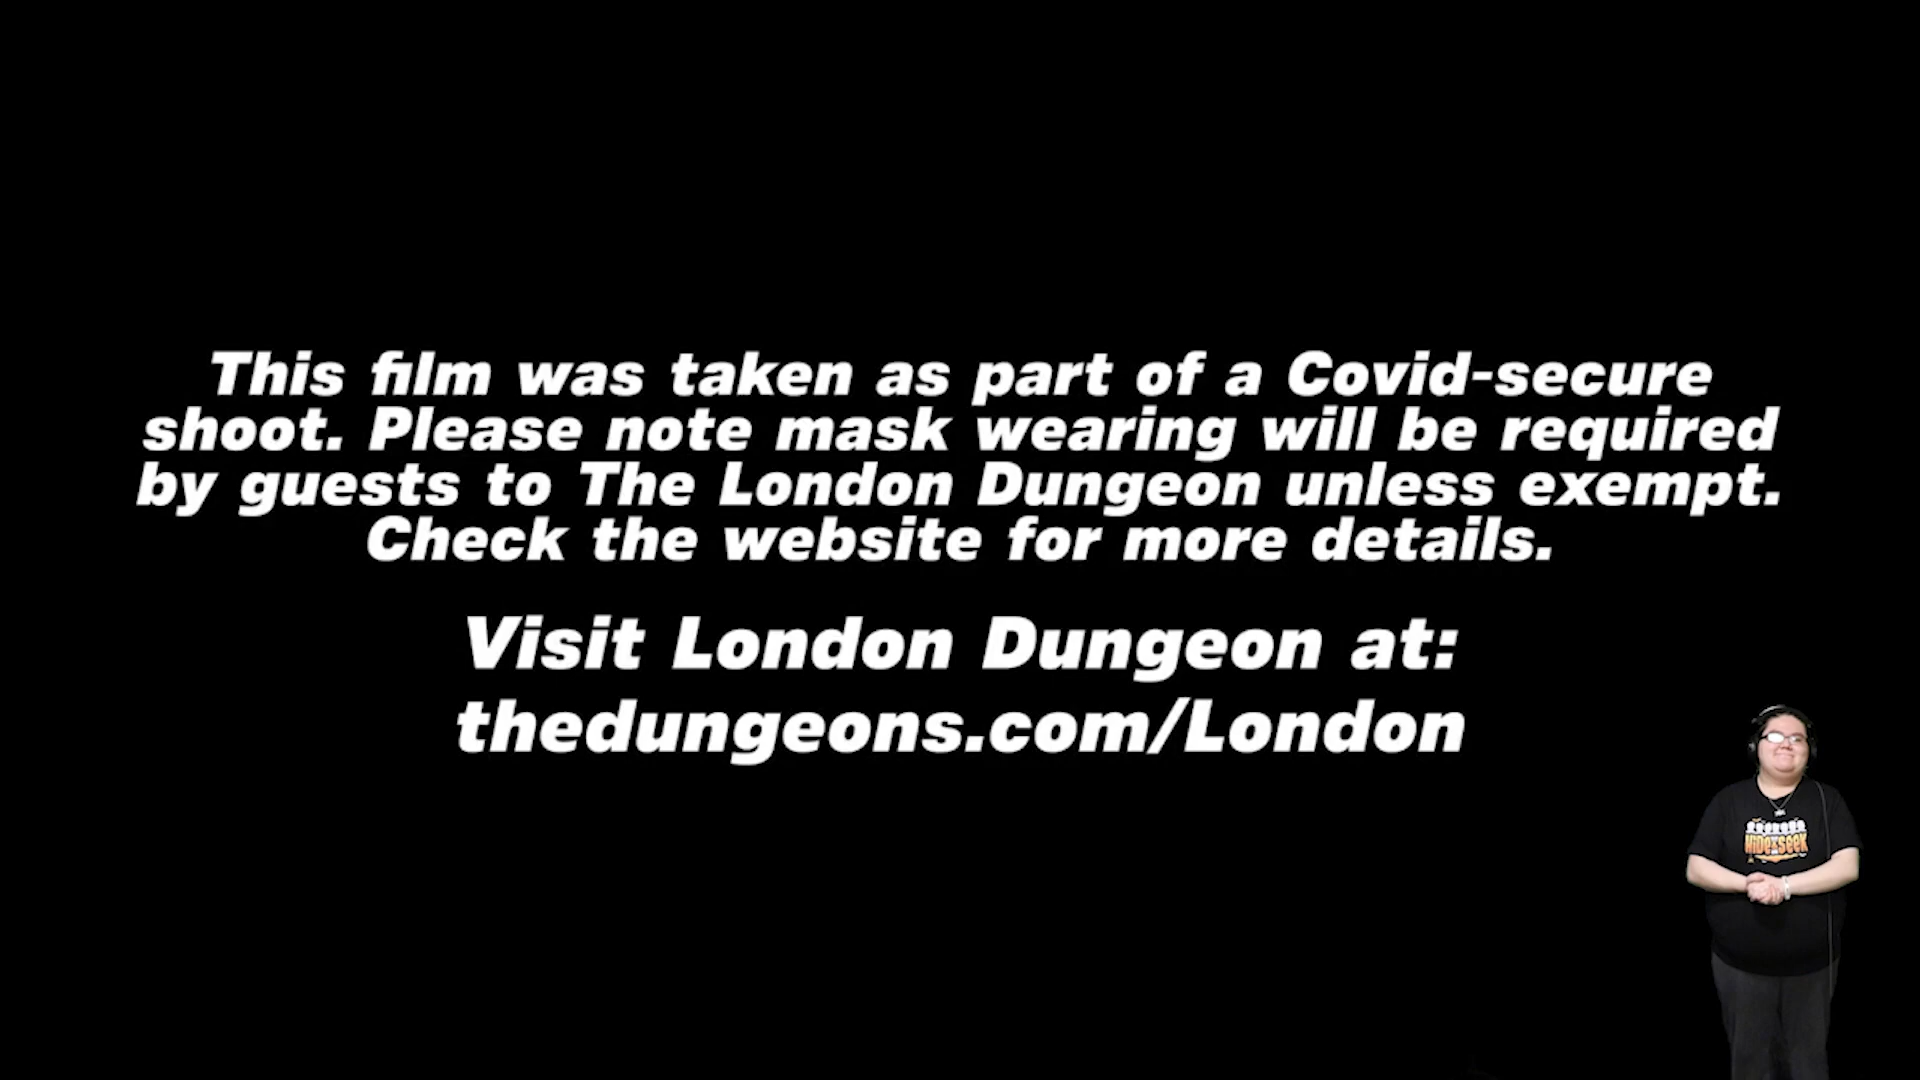 This film was taken as part of a Covid-secure
shoot. Please note mask wearing will be required
by guests to The London Dungeon unless exempt.
Check the website for more details.
Visit London Dungeon at:
thedungeons.com/London
HiDe & SeeK